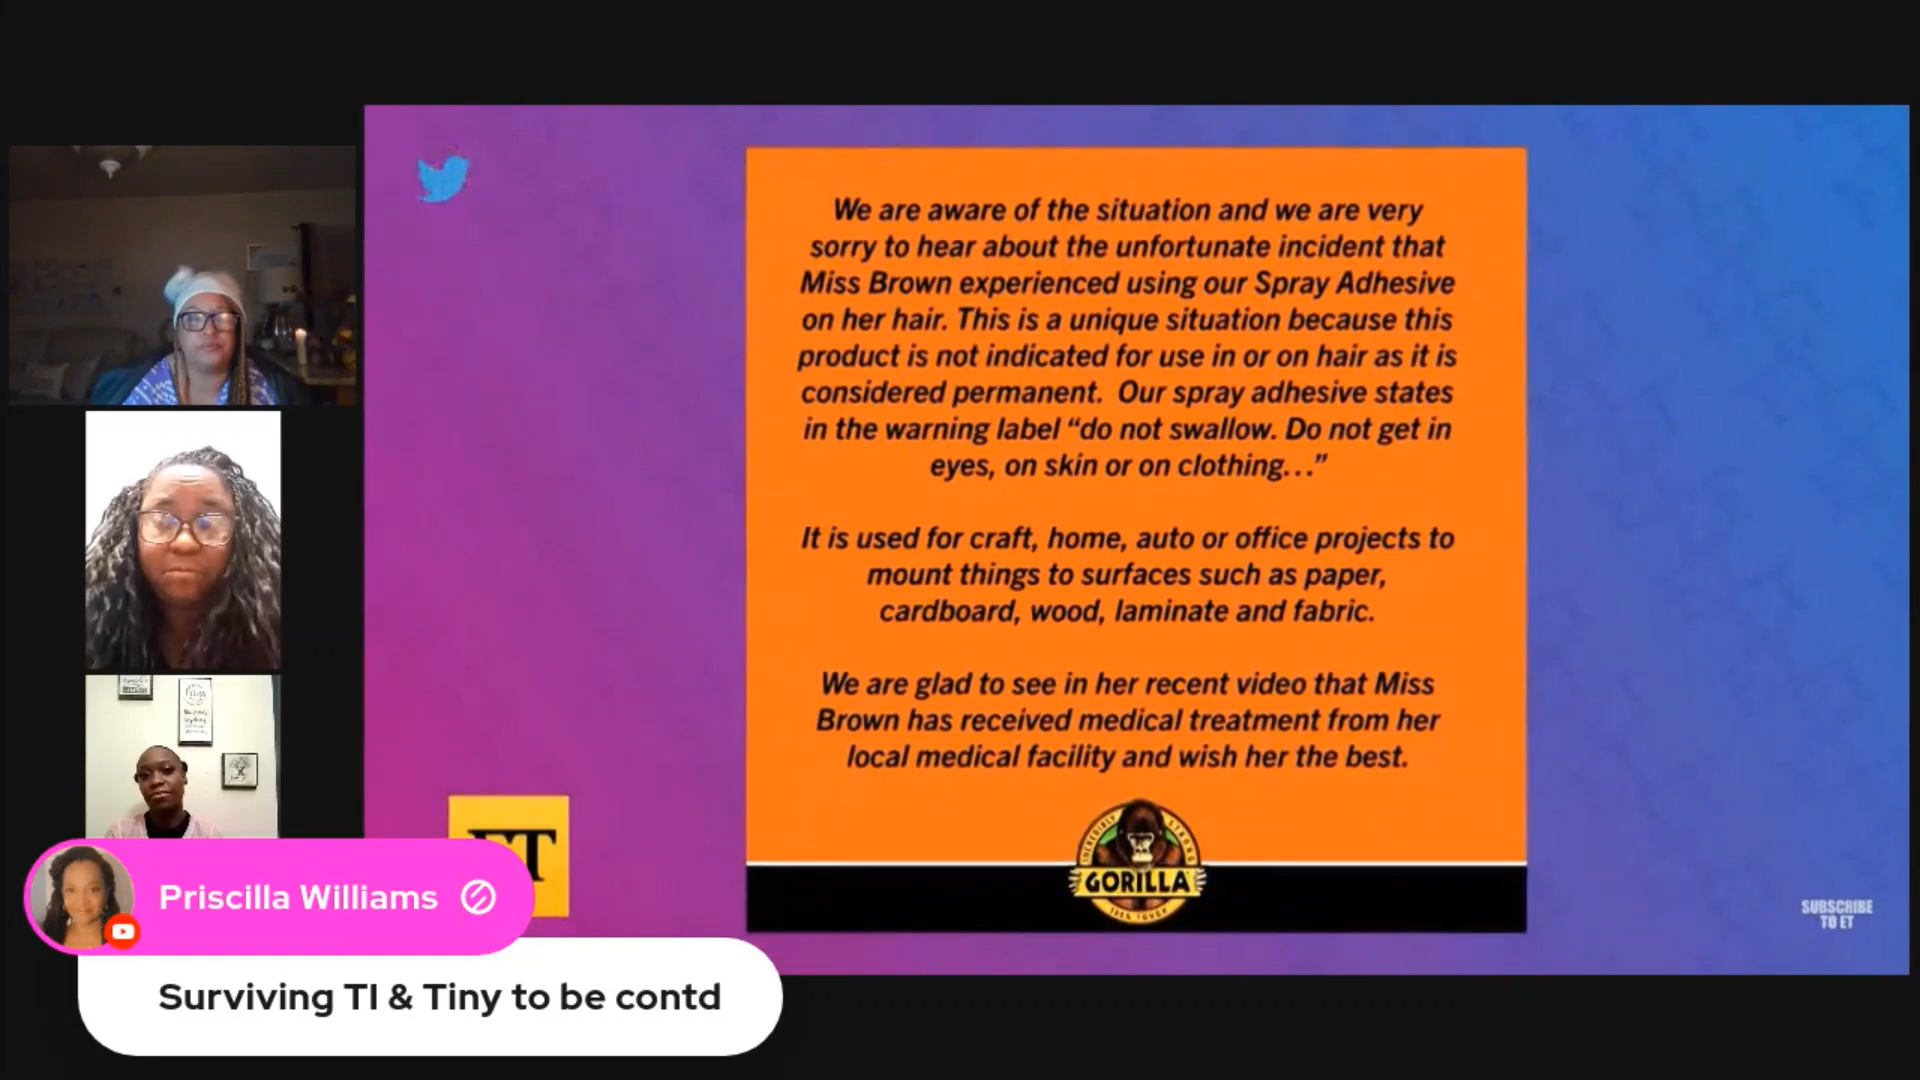 We are aware of the situation and we are very
sorry to hear about the unfortunate incident that
Miss Brown experienced using our Spray Adhesive
on her hair. This is a unique situation because this
product is not indicated for use in or on hair as it is
considered permanent. Our spray adhesive states
in the warning label “do not swallow. Do not get in
eyes, on skin or on clothing…”
It is used for craft, home, auto or office projects to
mount things to surfaces such as paper,
cardboard, wood, laminate and fabric.
We are glad to see in her recent video that Miss
Brown has received medical treatment from her
local medical facility and wish her the best.
INCREDIBLY STRONG
GORILLA
100% TOUGH
ET
SUBSCRIBE
TO ET
Priscilla Williams
Surviving TI & Tiny to be contd